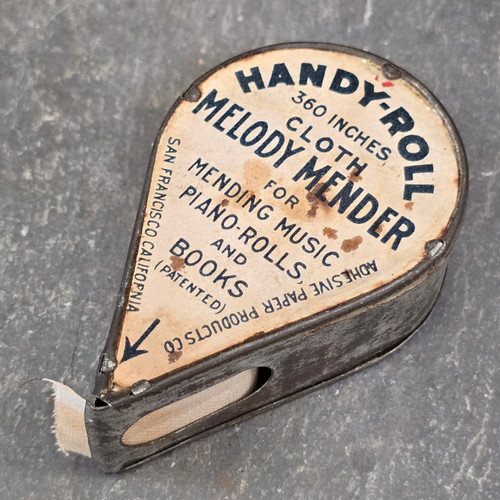 HANDY-ROLL
360 INCHES
CLOTH
MELODY MENDER
FOR
MENDING MUSIC
PIANO-ROLLS,
AND
BOOKS
(PATENTED)
ADHESIVE PAPER PRODUCTS CO
SAN FRANCISCO, CALIFORNIA